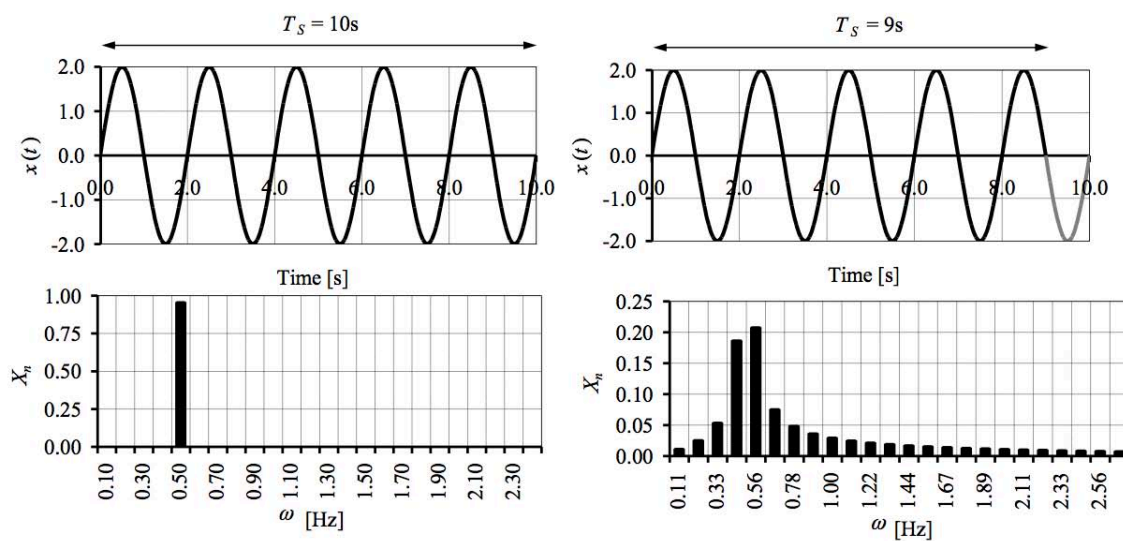 T_S = 10s
2.0
1.0
0.0
-1.0
-2.0
x(t)
0.0 2.0 4.0 6.0 8.0 10.0
Time [s]
1.00
0.75
0.50
0.25
0.00
X_n
0.10 0.30 0.50 0.70 0.90 1.10 1.30 1.50 1.70 1.90 2.10 2.30
ω [Hz]
T_S = 9s
2.0
1.0
0.0
-1.0
-2.0
x(t)
0.0 2.0 4.0 6.0 8.0 10.0
Time [s]
0.25
0.20
0.15
0.10
0.05
0.00
X_n
0.11 0.33 0.56 0.78 1.00 1.22 1.44 1.67 1.89 2.11 2.33 2.56
ω [Hz]